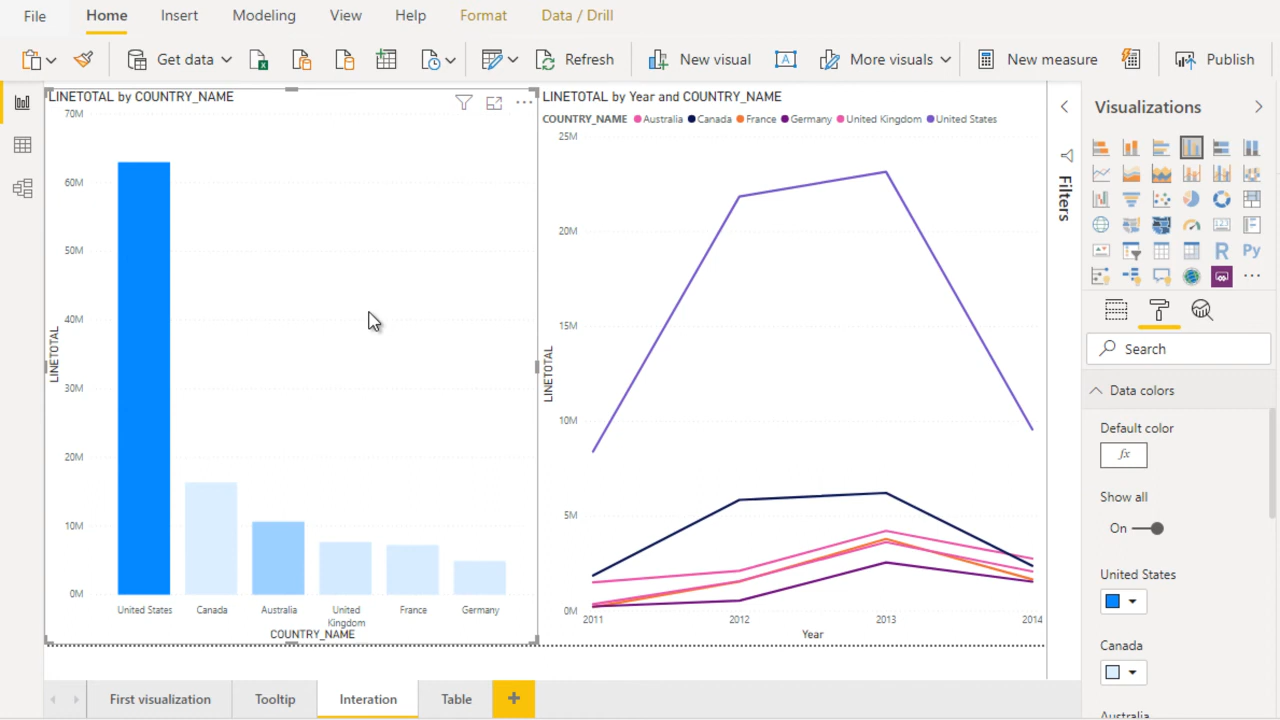 File Home Insert Modeling View Help Format Data / Drill
Get data Refresh New visual A More visuals New measure Publish
LINETOTAL by COUNTRY_NAME
70M
60M
50M
40M
30M
20M
10M
0M
LINETOTAL
United States Canada Australia United Kingdom France Germany
COUNTRY_NAME
LINETOTAL by Year and COUNTRY_NAME
COUNTRY_NAME Australia Canada France Germany United Kingdom United States
25M
20M
15M
10M
5M
0M
LINETOTAL
2011 2012 2013 2014
Year
Filters
Visualizations
123
R Py
Search
Data colors
Default color
fx
Show all
On
United States
Canada
Australia
First visualization Tooltip Interation Table +